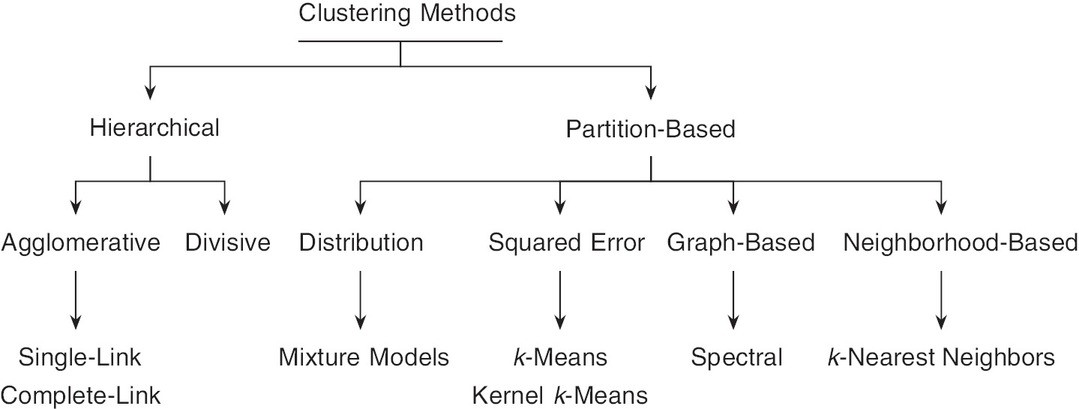 Clustering Methods
Hierarchical
Partition-Based
Agglomerative
Divisive
Distribution
Squared Error
Graph-Based
Neighborhood-Based
Single-Link
Complete-Link
Mixture Models
k-Means
Kernel k-Means
Spectral
k-Nearest Neighbors